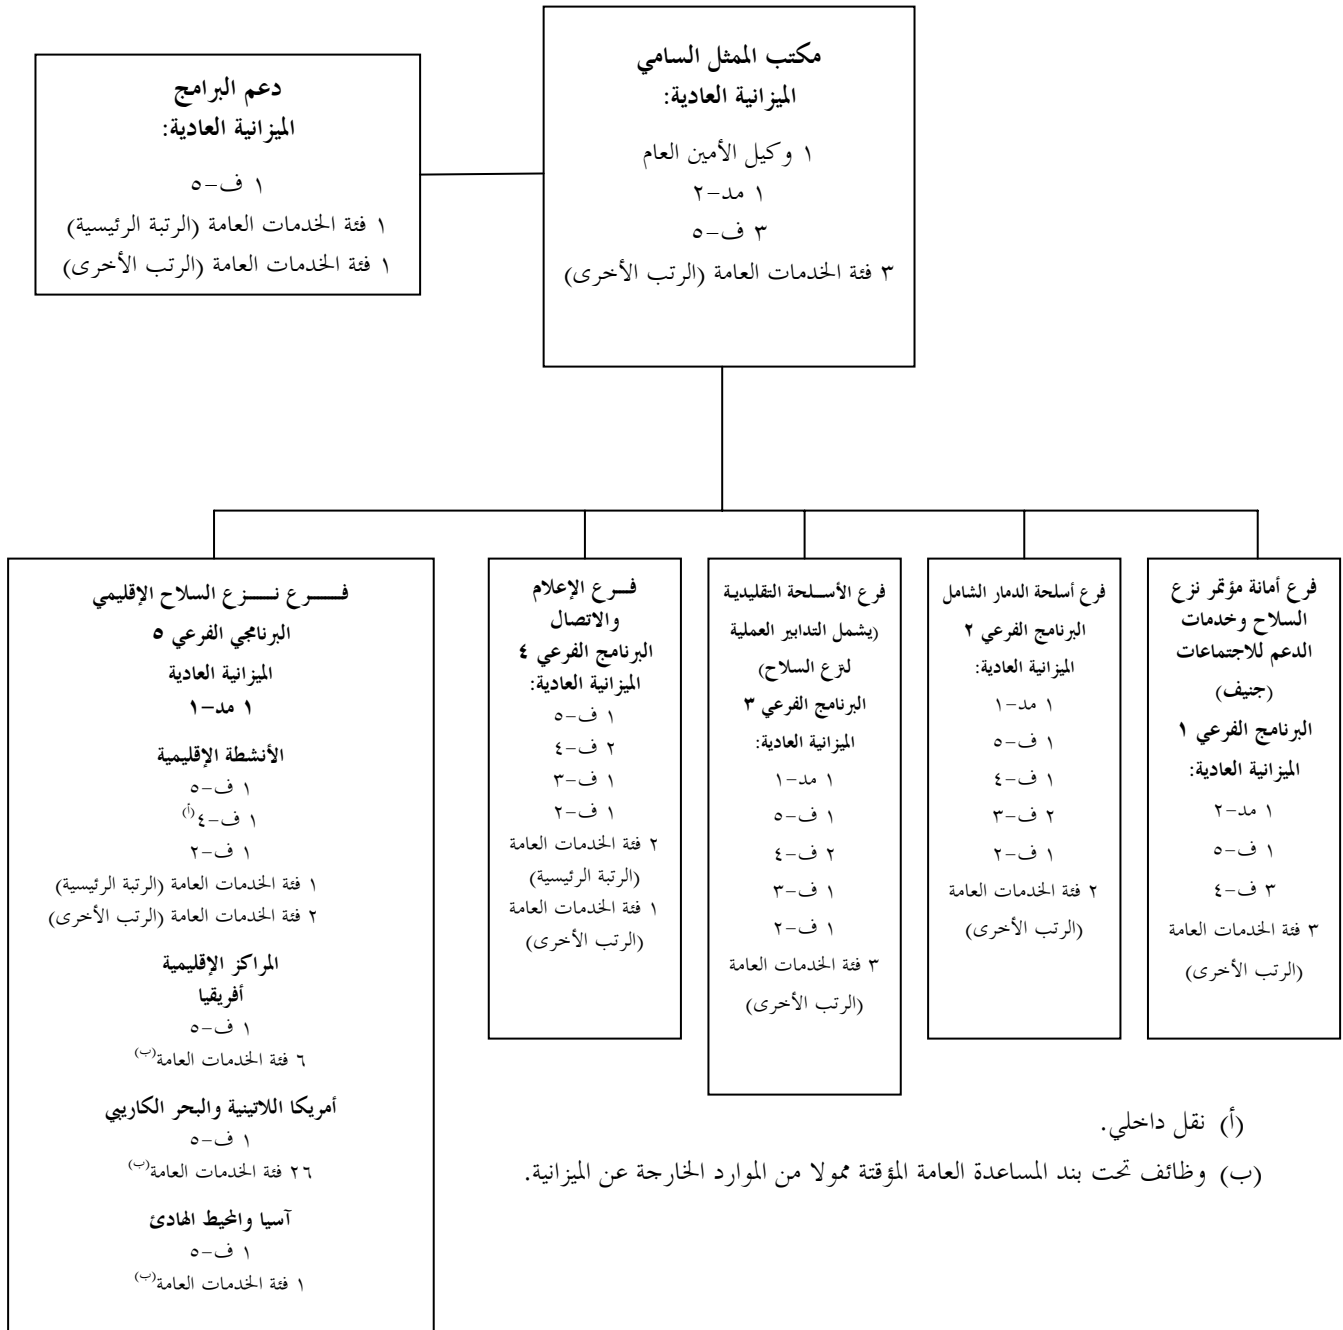 مكتب الممثل السامي
الميزانية العادية:
١ وكيل الأمين العام
١ مد-٢
٣ ف-٥
٣ فئة الخدمات العامة (الرتب الأخرى)
دعم البرامج
الميزانية العادية:
١ ف-٥
١ فئة الخدمات العامة (الرتبة الرئيسية)
١ فئة الخدمات العامة (الرتب الأخرى)
فرع أمانة مؤتمر نزع
السلاح وخدمات
الدعم للاجتماعات
(جنيف)
البرنامج الفرعي ١
الميزانية العادية:
١ مد-٢
١ ف-٥
٣ ف-٤
٣ فئة الخدمات العامة
(الرتب الأخرى)
فرع أسلحة الدمار الشامل
البرنامج الفرعي ٢
الميزانية العادية:
١ مد-١
١ ف-٥
١ ف-٤
٢ ف-٣
١ ف-٢
٢ فئة الخدمات العامة
(الرتب الأخرى)
فرع الأسـلحة التقليدية
(يشمل التدابير العملية
لنزع السلاح)
البرنامج الفرعي ٣
الميزانية العادية:
١ مد-١
١ ف-٥
٢ ف-٤
١ ف-٣
١ ف-٢
٣ فئة الخدمات العامة
(الرتب الأخرى)
فــرع الإعلام
والاتصال
البرنامج الفرعي ٤
الميزانية العادية:
١ ف-٥
٢ ف-٤
١ ف-٣
١ ف-٢
٢ فئة الخدمات العامة
(الرتبة الرئيسية)
١ فئة الخدمات العامة
(الرتب الأخرى)
فــــرع نــــزع السلاح الإقليمي
البرنامجي الفرعي ٥
الميزانية العادية
١ مد-١
الأنشطة الإقليمية
١ ف-٥
١ ف-٤(أ)
١ ف-٢
١ فئة الخدمات العامة (الرتبة الرئيسية)
٢ فئة الخدمات العامة (الرتب الأخرى)
المراكز الإقليمية
أفريقيا
١ ف-٥
٦ فئة الخدمات العامة(ب)
أمريكا اللاتينية والبحر الكاريبي
١ ف-٥
٢٦ فئة الخدمات العامة(ب)
آسيا والمحيط الهادئ
١ ف-٥
١ فئة الخدمات العامة(ب)
(أ) نقل داخلي.
(ب) وظائف تحت بند المساعدة العامة المؤقتة ممولا من الموارد الخارجة عن الميزانية.